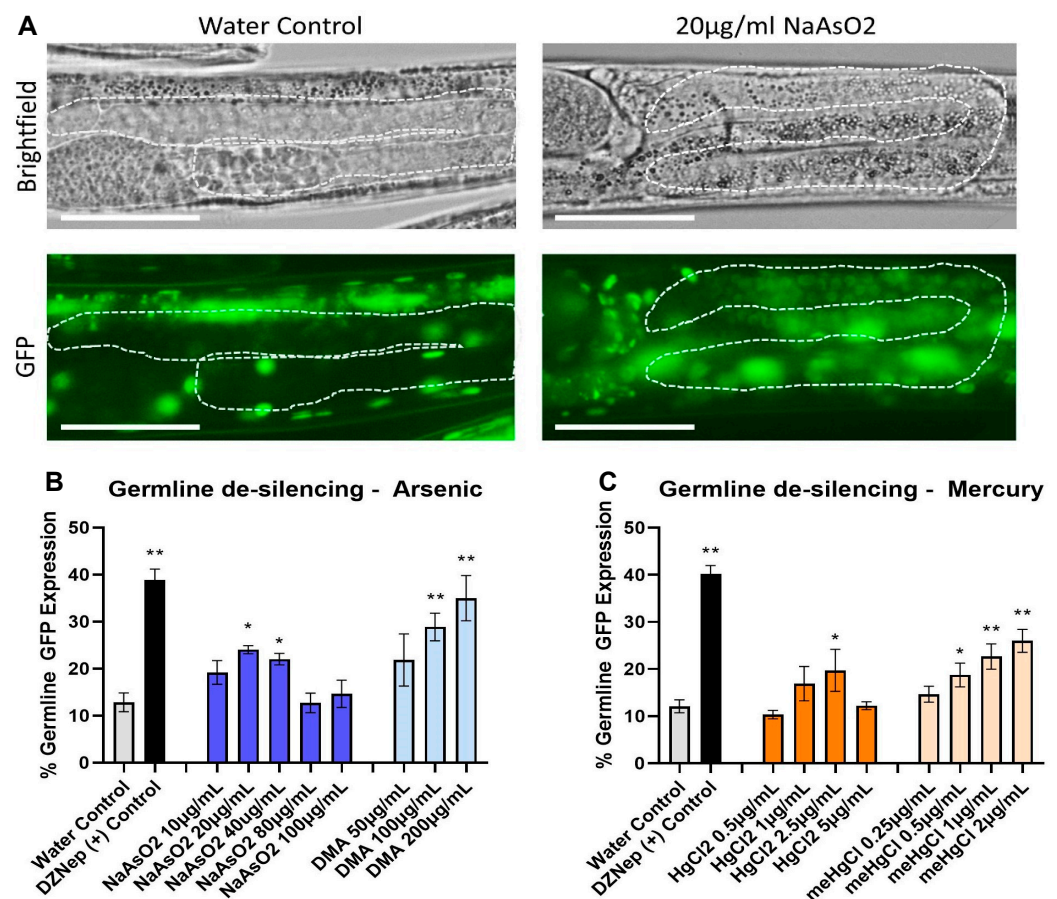 A
Water Control
20µg/ml NaAsO2
Brightfield
GFP
B
Germline de-silencing - Arsenic
% Germline GFP Expression
50
40
30
20
10
0
**
*
*
**
**
Water Control
DZNep (+) Control
NaAsO2 10µg/mL
NaAsO2 20µg/mL
NaAsO2 40µg/mL
NaAsO2 80µg/mL
NaAsO2 100µg/mL
DMA 50µg/mL
DMA 100µg/mL
DMA 200µg/mL
C
Germline de-silencing - Mercury
% Germline GFP Expression
50
40
30
20
10
0
**
*
*
**
**
Water Control
DZNep (+) Control
HgCl2 0.5µg/mL
HgCl2 1µg/mL
HgCl2 2.5µg/mL
HgCl2 5µg/mL
meHgCl 0.25µg/mL
meHgCl 0.5µg/mL
meHgCl 1µg/mL
meHgCl 2µg/mL